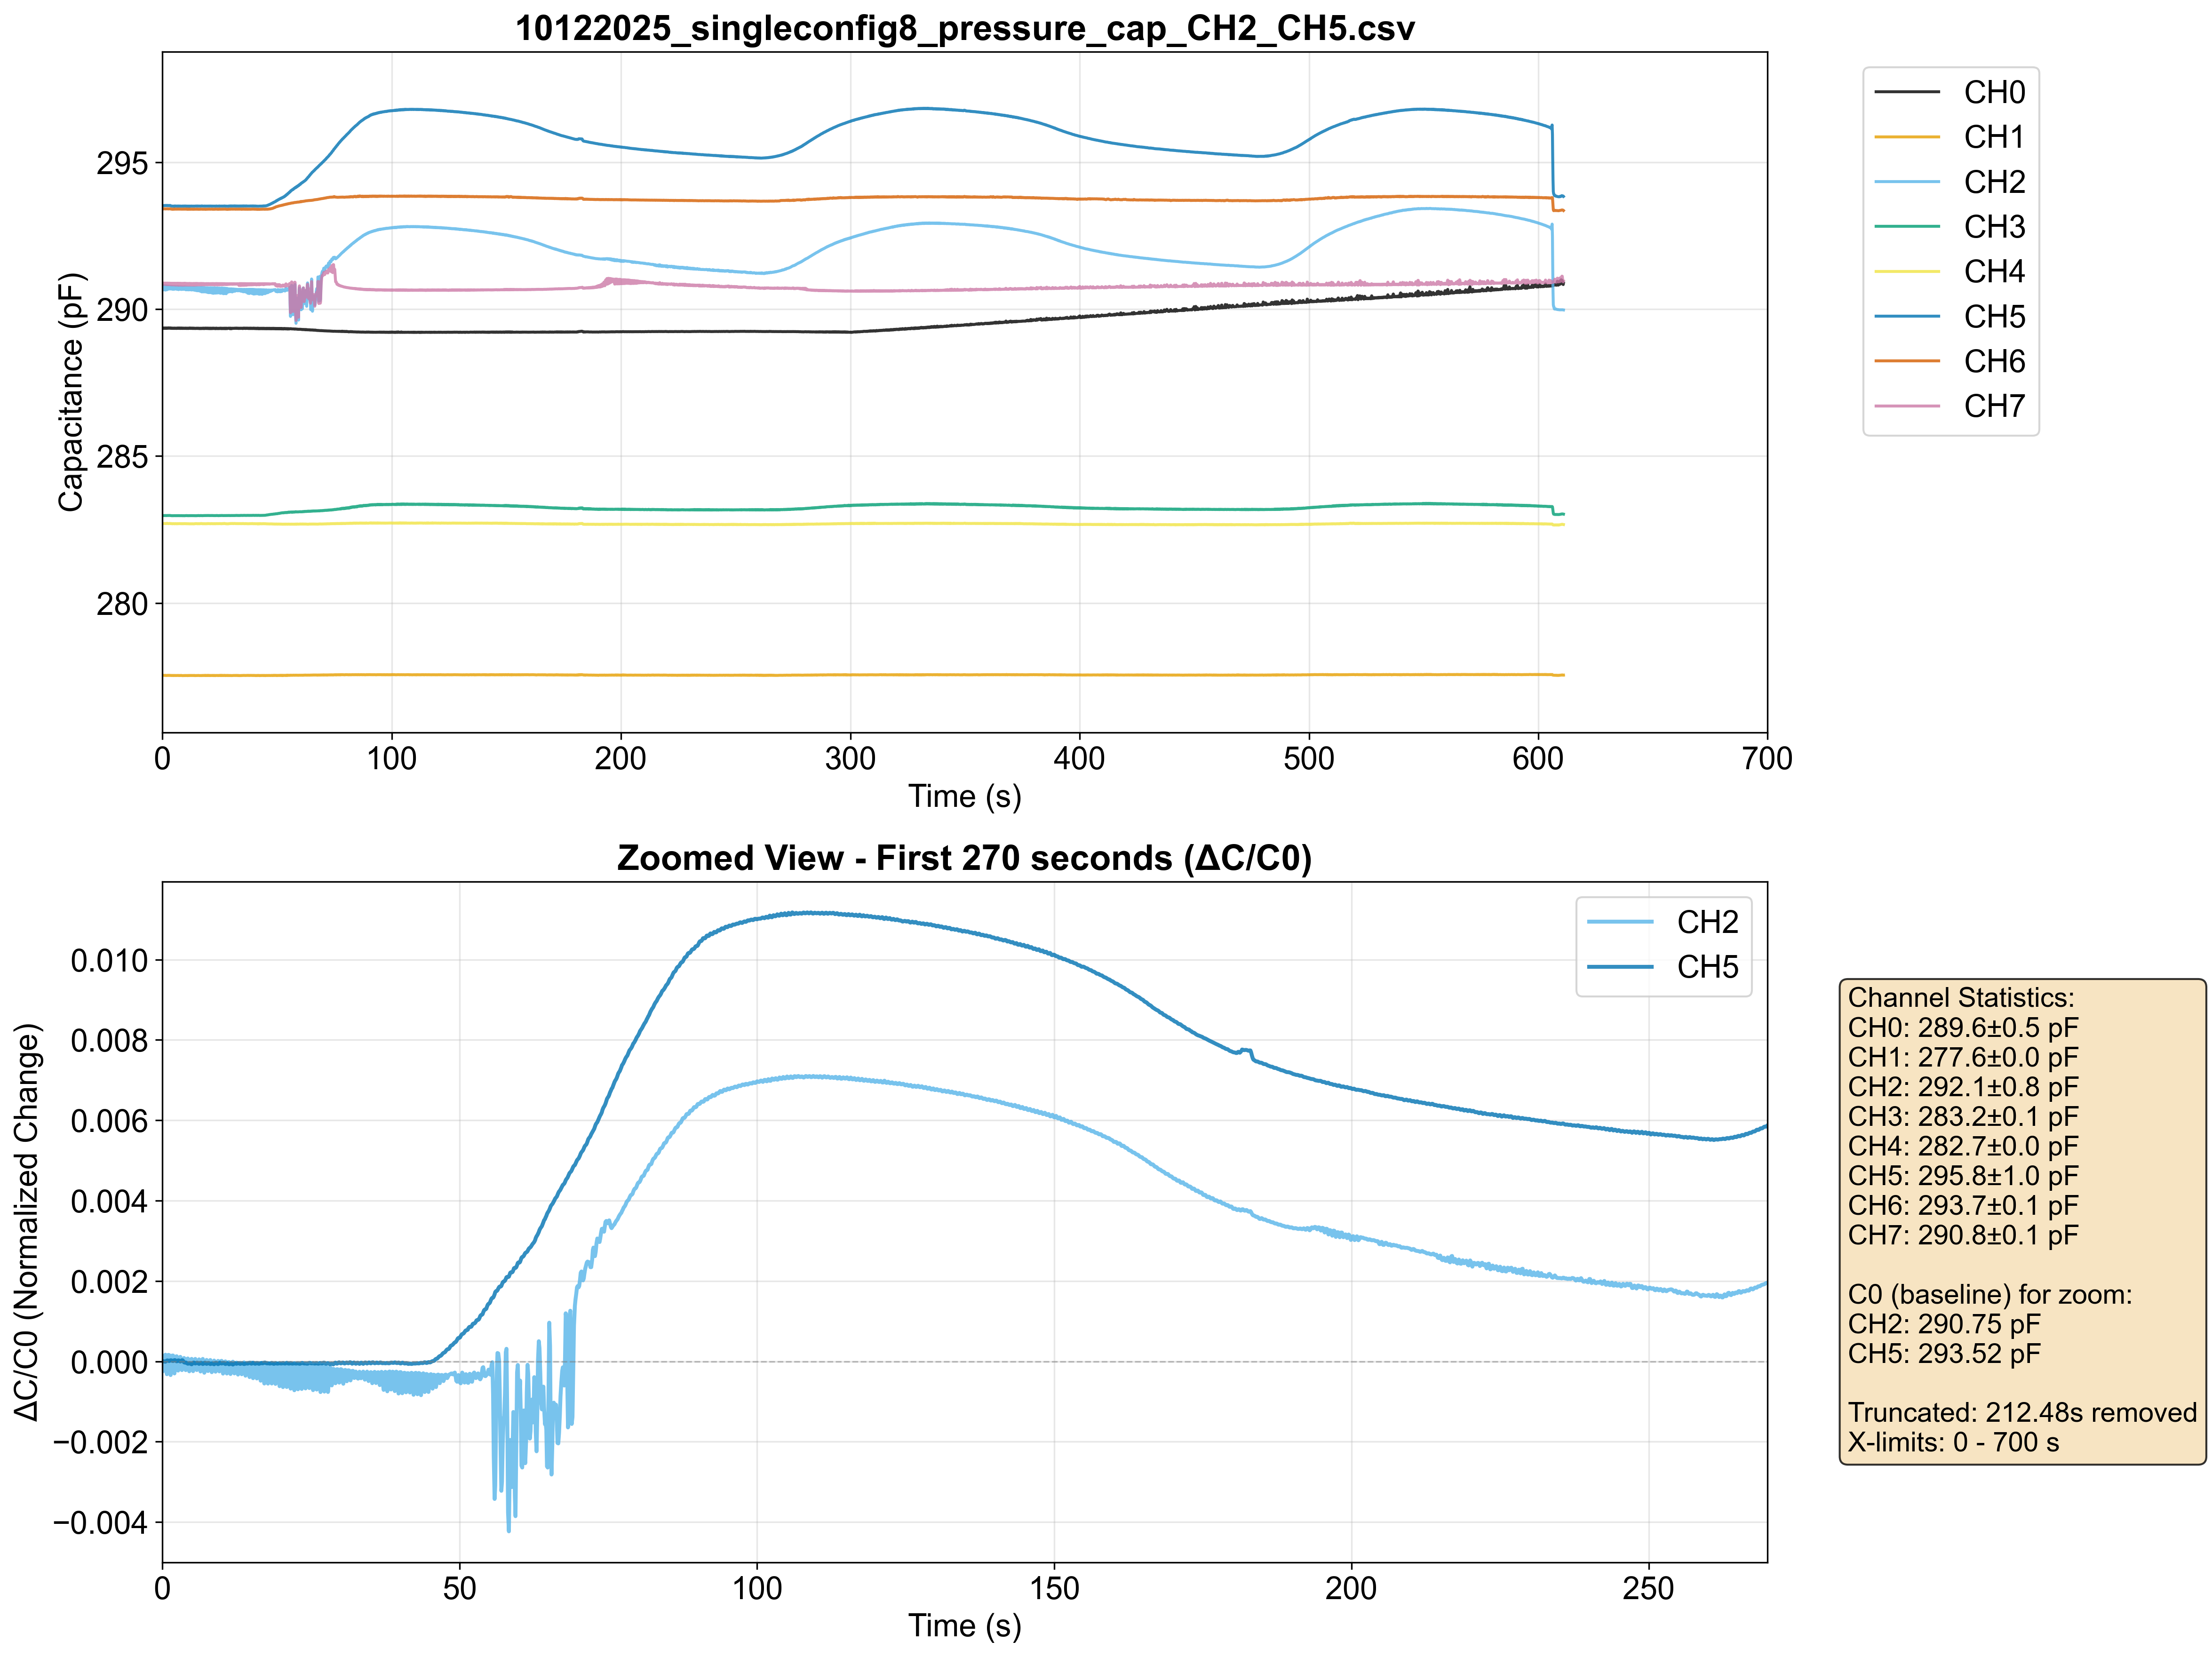 10122025_singleconfig8_pressure_cap_CH2_CH5.csv
Capacitance (pF)
295
290
285
280
0
100
200
300
400
500
600
700
Time (s)
CH0
CH1
CH2
CH3
CH4
CH5
CH6
CH7
Zoomed View - First 270 seconds (ΔC/C0)
ΔC/C0 (Normalized Change)
0.010
0.008
0.006
0.004
0.002
0.000
−0.002
−0.004
0
50
100
150
200
250
Time (s)
CH2
CH5
Channel Statistics:
CH0: 289.6±0.5 pF
CH1: 277.6±0.0 pF
CH2: 292.1±0.8 pF
CH3: 283.2±0.1 pF
CH4: 282.7±0.0 pF
CH5: 295.8±1.0 pF
CH6: 293.7±0.1 pF
CH7: 290.8±0.1 pF
C0 (baseline) for zoom:
CH2: 290.75 pF
CH5: 293.52 pF
Truncated: 212.48s removed
X-limits: 0 - 700 s